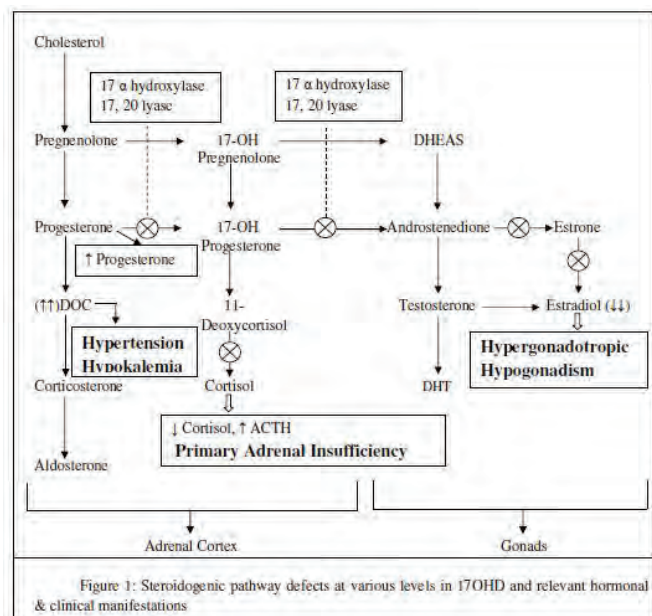 Cholesterol
17 α hydroxylase
17, 20 lyase
17 α hydroxylase
17, 20 lyase
Pregnenolone
17-OH
Pregnenolone
DHEAS
Progesterone
17-OH
Progesterone
Androstenedione
Estrone
↑ Progesterone
(↑↑)DOC
11-
Deoxycortisol
Testosterone
Estradiol (↓↓)
Hypertension
Hypokalemia
Hypergonadotropic
Hypogonadism
Corticosterone
Cortisol
DHT
↓ Cortisol, ↑ ACTH
Primary Adrenal Insufficiency
Aldosterone
Adrenal Cortex
Gonads
Figure 1: Steroidogenic pathway defects at various levels in 17OHD and relevant hormonal
& clinical manifestations